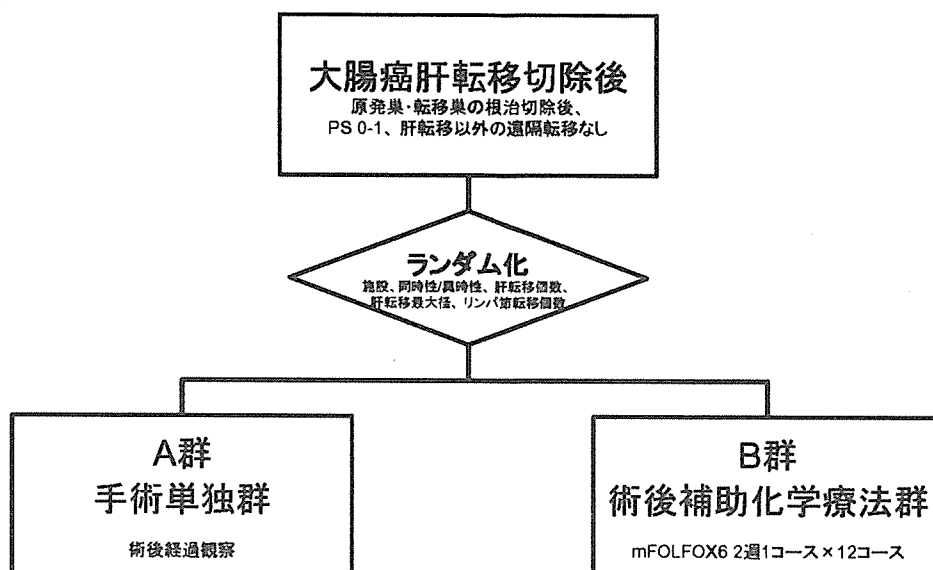 大腸癌肝転移切除後
原発巣・転移巣の根治切除後、
PS 0-1、肝転移以外の遠隔転移なし
ランダム化
施設、同時性/異時性、肝転移個数、
肝転移最大径、リンパ節転移個数
A群
手術単独群
術後経過観察
B群
術後補助化学療法群
mFOLFOX6 2週1コース×12コース